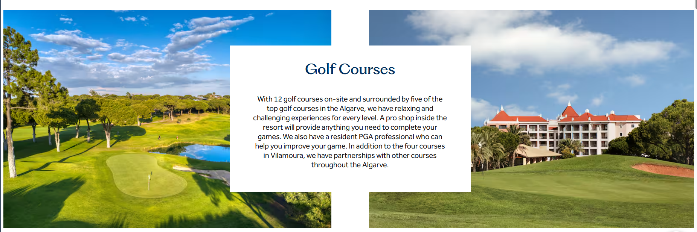 Golf Courses
With 12 golf courses on-site and surrounded by five of the
top golf courses in the Algarve, we have relaxing and
challenging experiences for every level. A pro shop inside the
resort will provide anything you need to complete your
games. We also have a resident PGA professional who can
help you improve your game. In addition to the four courses
in Vilamoura, we have partnerships with other courses
throughout the Algarve.